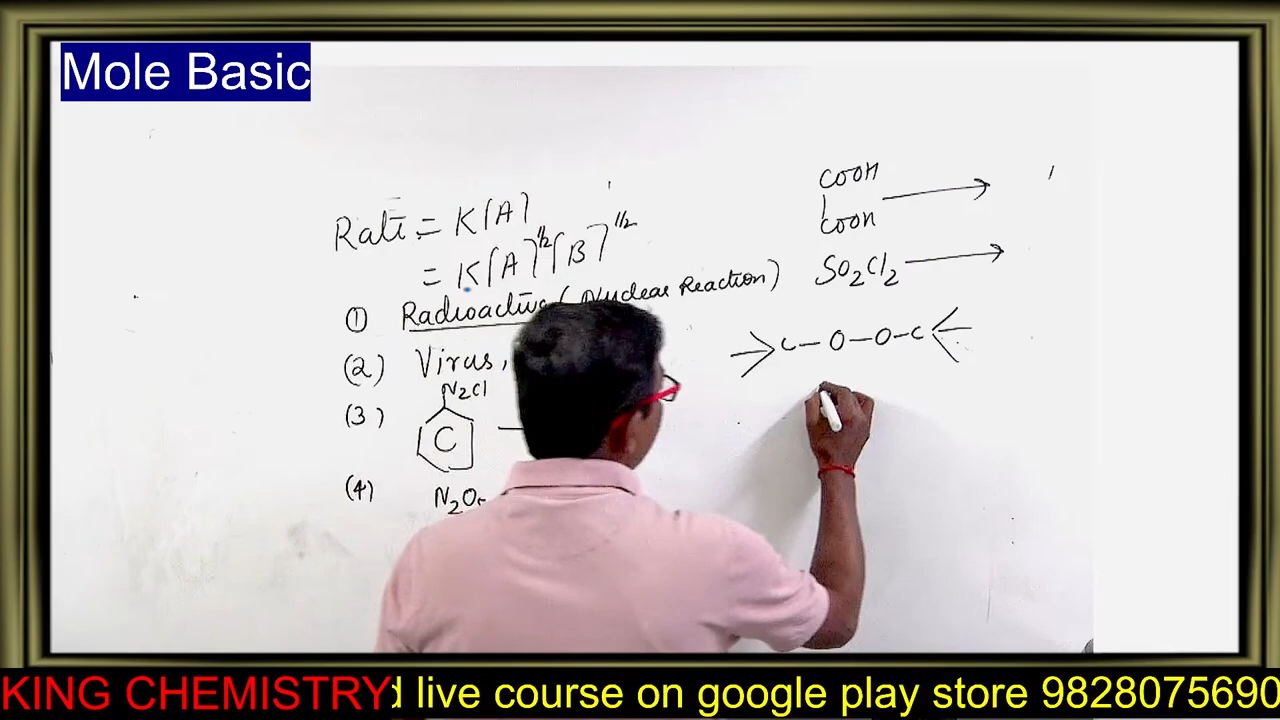 Mole Basic
Rate = K[A]
= K[A]^1/2 [B]^1/2
① Radioactive (Nuclear Reaction)
(2) Virus,
(3)
N2Cl
C
(4) N2O
COOH
COOH
SO2Cl2
C-O-O-C
KING CHEMISTRY
d live course on google play store 9828075690